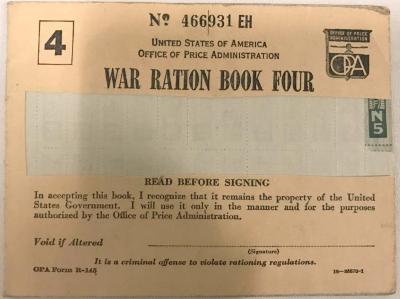 4
No. 466931 EH
UNITED STATES OF AMERICA
OFFICE OF PRICE ADMINISTRATION
OFFICE OF PRICE
ADMINISTRATION
OPA
WAR RATION BOOK FOUR
N
5
READ BEFORE SIGNING
In accepting this book, I recognize that it remains the property of the United
States Government. I will use it only in the manner and for the purposes
authorized by the Office of Price Administration.
Void if Altered
(Signature)
It is a criminal offense to violate rationing regulations.
OPA Form R-145